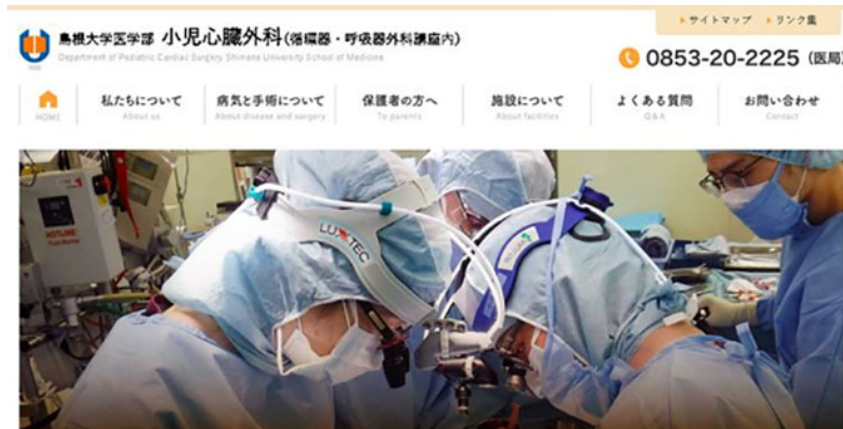 サイトマップ リンク集
島根大学医学部 小児心臓外科(循環器・呼吸器外科講座内)
Department of Pediatric Cardiac Surgery, Shimane University School of Medicine
0853-20-2225 (医局)
HOME
私たちについて
About us
病気と手術について
About disease and surgery
保護者の方へ
To parents
施設について
About facilities
よくある質問
Q&A
お問い合わせ
Contact
LUXTEC
HOTLINE